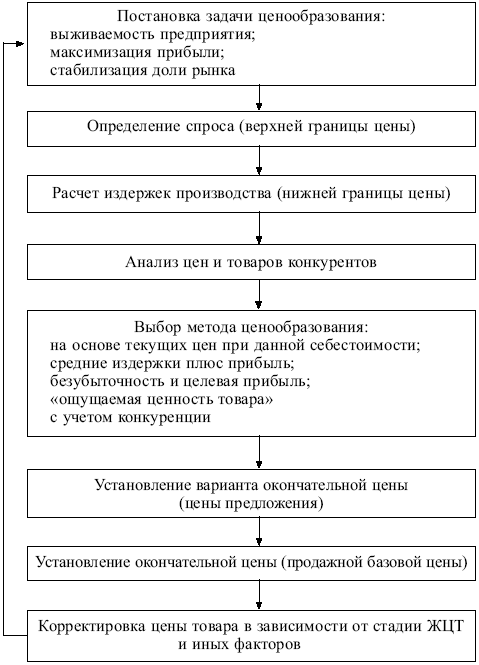 Постановка задачи ценообразования:
выживаемость предприятия;
максимизация прибыли;
стабилизация доли рынка
Определение спроса (верхней границы цены)
Расчет издержек производства (нижней границы цены)
Анализ цен и товаров конкурентов
Выбор метода ценообразования:
на основе текущих цен при данной себестоимости;
средние издержки плюс прибыль;
безубыточность и целевая прибыль;
«ощущаемая ценность товара»
с учетом конкуренции
Установление варианта окончательной цены
(цены предложения)
Установление окончательной цены (продажной базовой цены)
Корректировка цены товара в зависимости от стадии ЖЦТ
и иных факторов